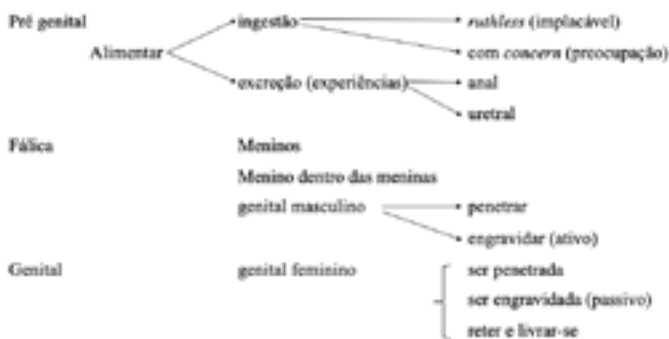 Pré genital ingestão ruthless (implacável)
Alimentar com concern (preocupação)
excreção (experiências) anal
uretral
Fálica Meninos
Menino dentro das meninas
genital masculino penetrar
engravidar (ativo)
Genital genital feminino ser penetrada
ser engravidada (passivo)
reter e livrar-se